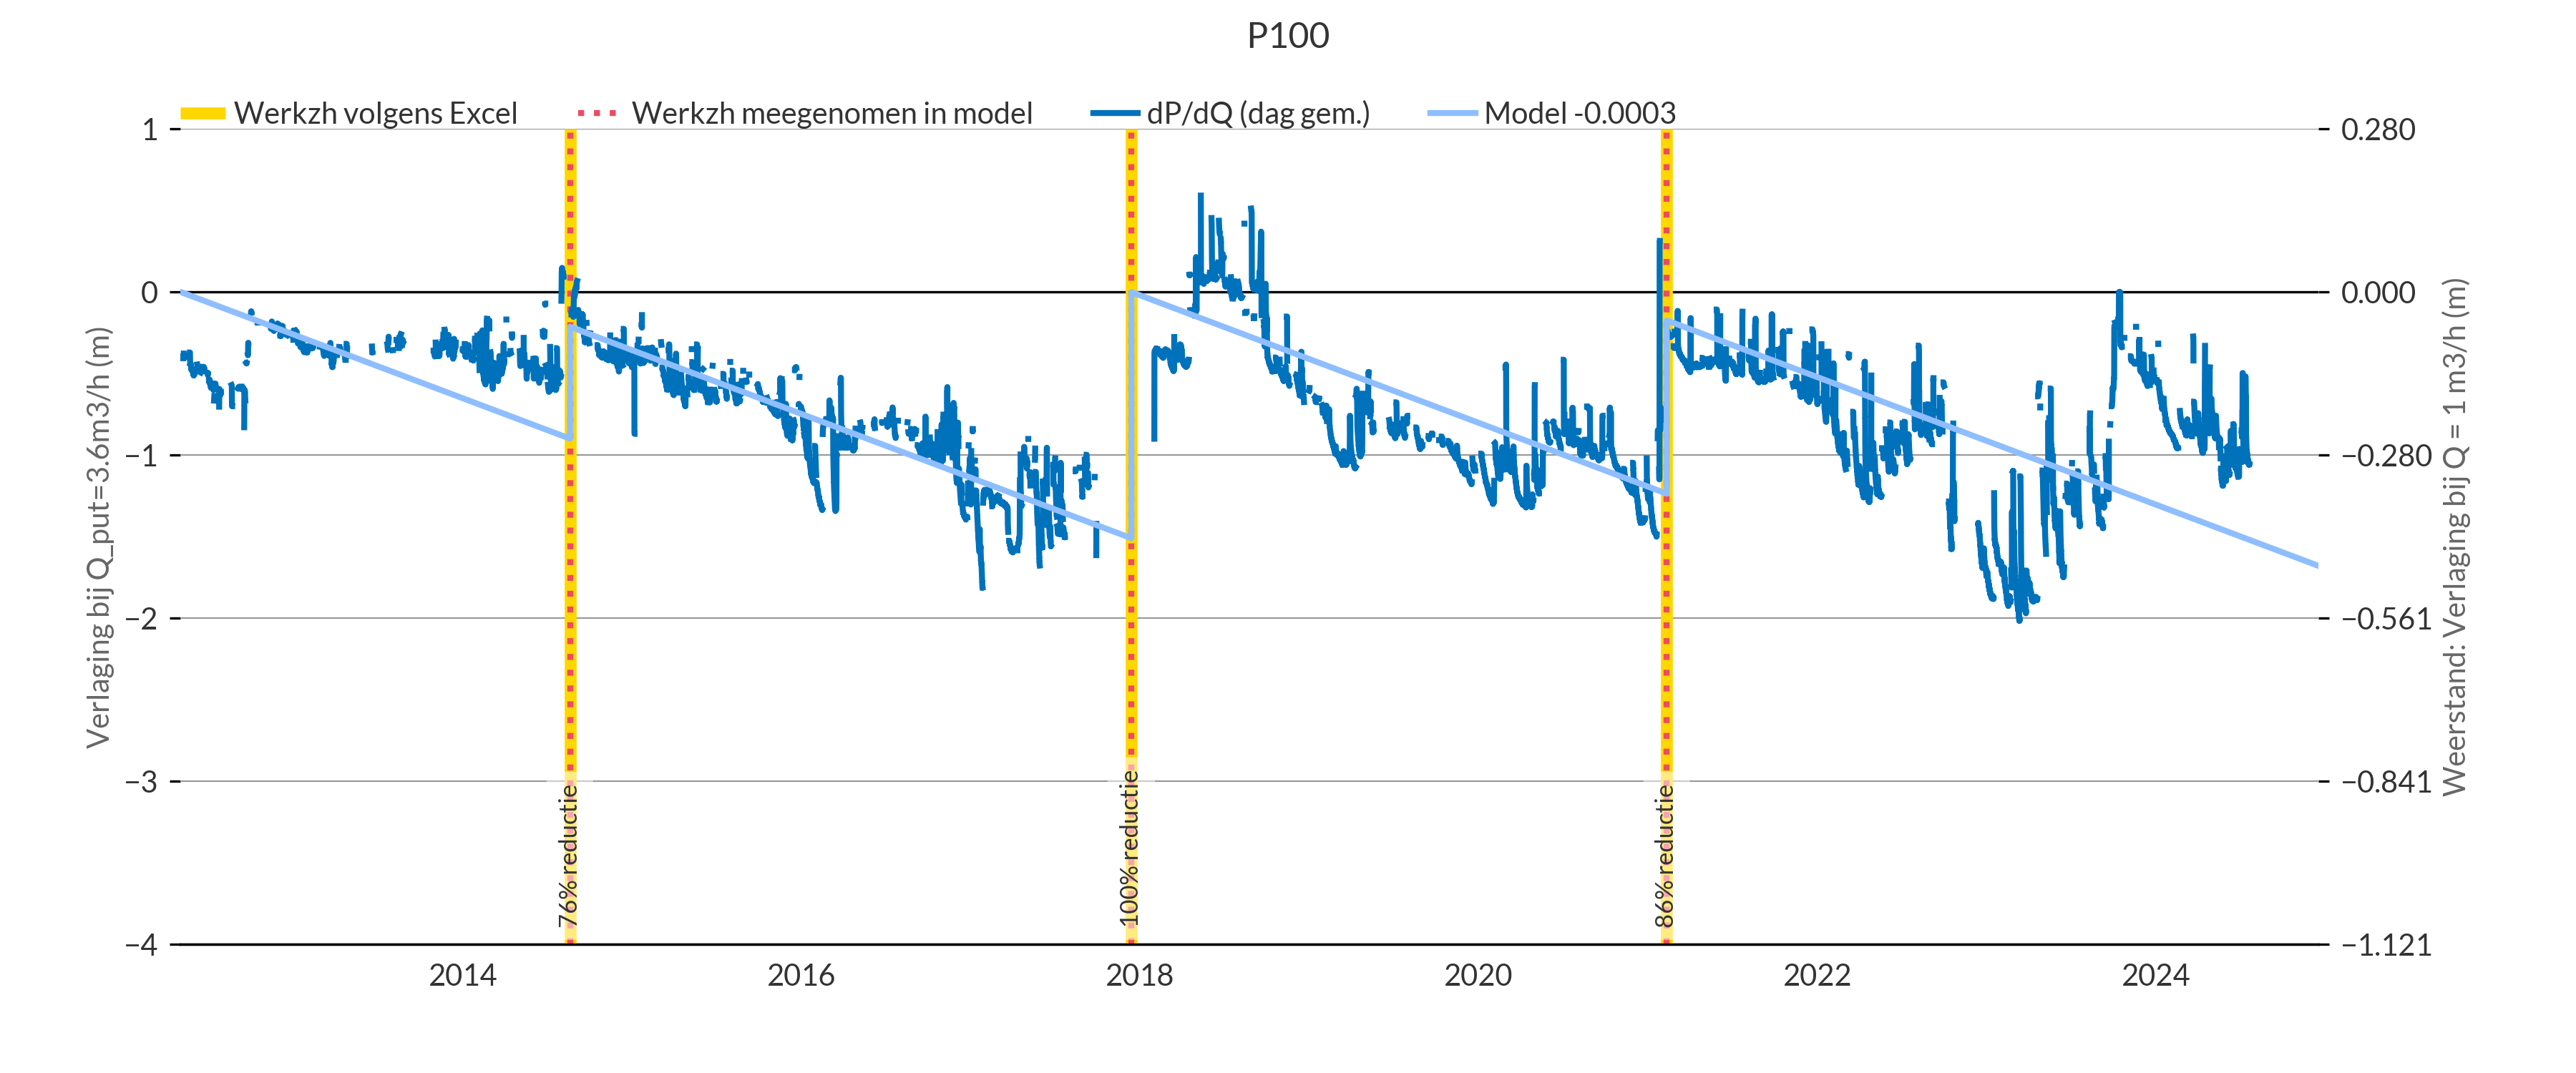 P100
Werkzh volgens Excel
Werkzh meegenomen in model
dP/dQ (dag gem.)
Model -0.0003
Verlaging bij Q_put=3.6m3/h (m)
1
0
−1
−2
−3
−4
76% reductie
100% reductie
86% reductie
0.280
0.000
−0.280
−0.561
−0.841
−1.121
Weerstand: Verlaging bij Q = 1 m3/h (m)
2014
2016
2018
2020
2022
2024